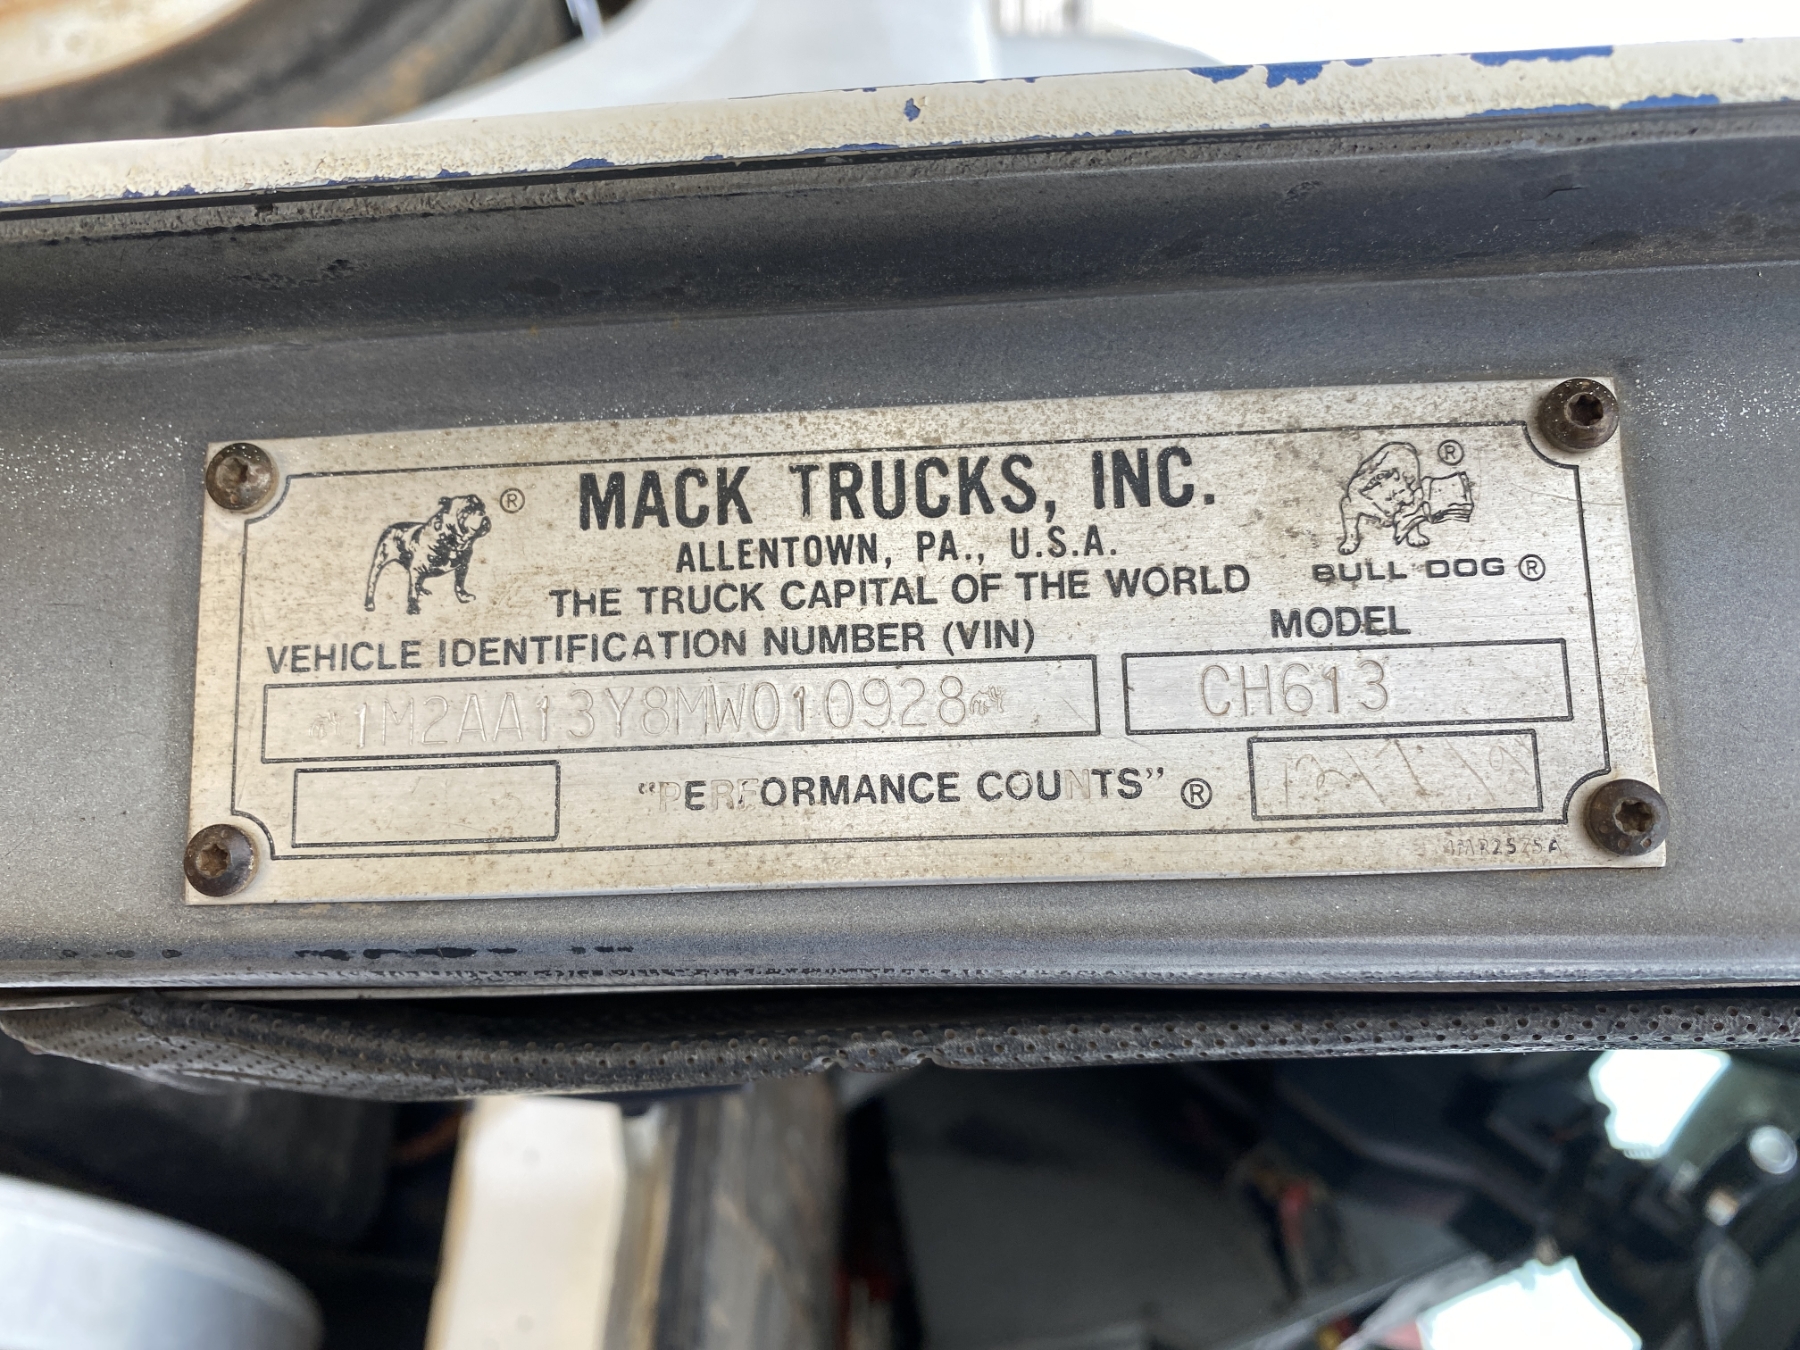 MACK TRUCKS, INC.
ALLENTOWN, PA., U.S.A.
THE TRUCK CAPITAL OF THE WORLD
® BULL DOG ®
®
VEHICLE IDENTIFICATION NUMBER (VIN)
MODEL
1M2AA13Y8MW010928
CH613
"PERFORMANCE COUNTS" ®